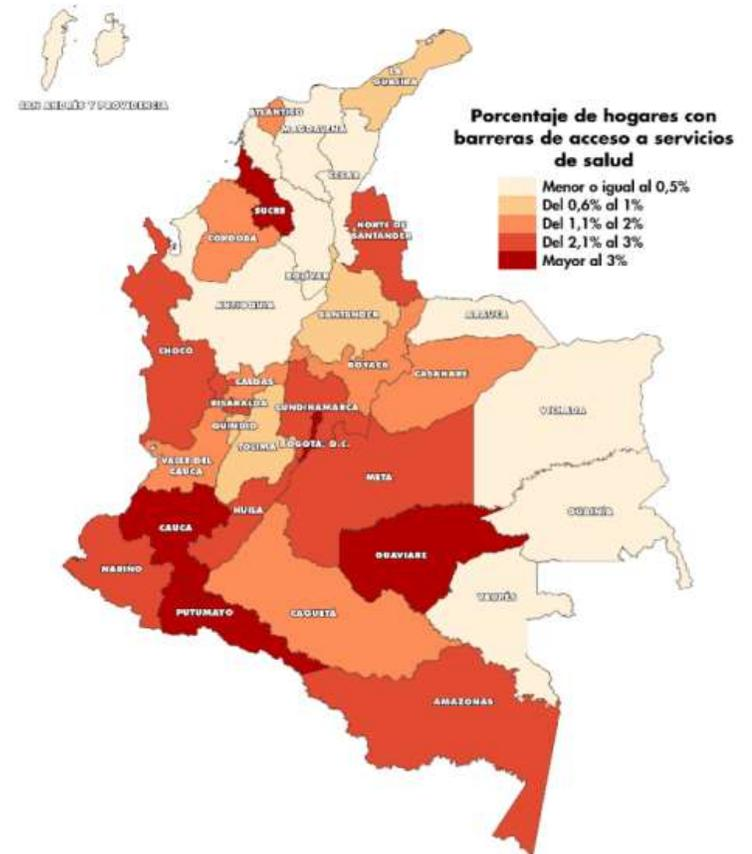 SAN ANDRÉS Y PROVIDENCIA
LA
GUAJIRA
ATLÁNTICO
MAGDALENA
Porcentaje de hogares con
barreras de acceso a servicios
de salud
Menor o igual al 0,5%
Del 0,6% al 1%
Del 1,1% al 2%
Del 2,1% al 3%
Mayor al 3%
CESAR
SUCRE
NORTE DE
SANTANDER
CÓRDOBA
BOLÍVAR
ANTIOQUIA
SANTANDER
ARAUCA
CHOCÓ
BOYACÁ
CASANARE
CALDAS
RISARALDA
CUNDINAMARCA
VICHADA
QUINDÍO
TOLIMA
BOGOTA, D.C.
VALLE DEL
CAUCA
META
HUILA
GUAINÍA
CAUCA
GUAVIARE
NARIÑO
VAUPÉS
PUTUMAYO
CAQUETÁ
AMAZONAS